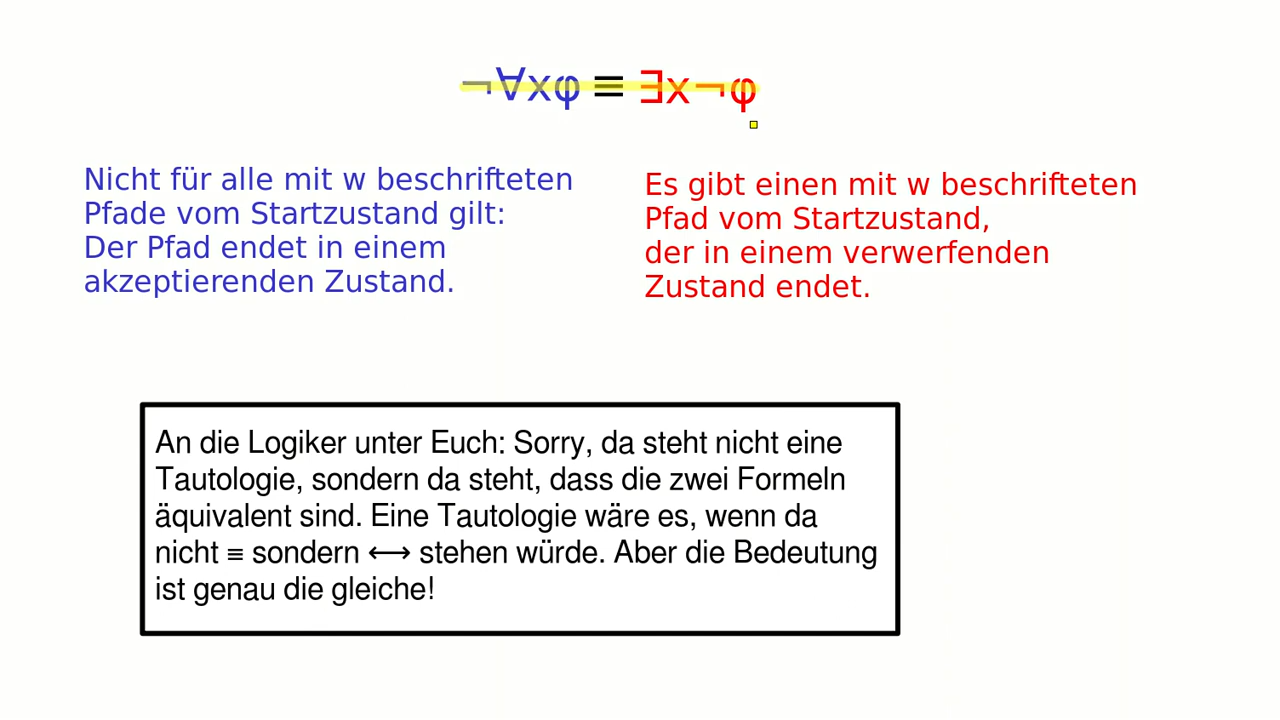 ¬∀xφ ≡ ∃x¬φ
Nicht für alle mit w beschrifteten
Pfade vom Startzustand gilt:
Der Pfad endet in einem
akzeptierenden Zustand.
Es gibt einen mit w beschrifteten
Pfad vom Startzustand,
der in einem verwerfenden
Zustand endet.
An die Logiker unter Euch: Sorry, da steht nicht eine
Tautologie, sondern da steht, dass die zwei Formeln
äquivalent sind. Eine Tautologie wäre es, wenn da
nicht ≡ sondern ⟷ stehen würde. Aber die Bedeutung
ist genau die gleiche!